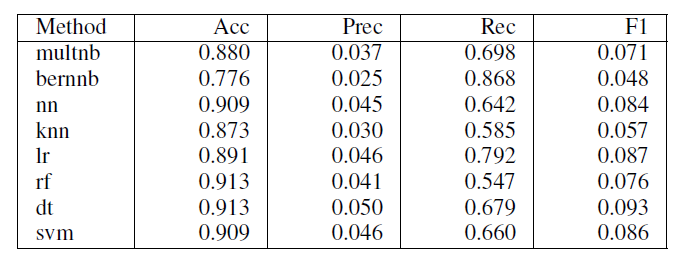 Method Acc Prec Rec F1
multnb 0.880 0.037 0.698 0.071
bernnb 0.776 0.025 0.868 0.048
nn 0.909 0.045 0.642 0.084
knn 0.873 0.030 0.585 0.057
lr 0.891 0.046 0.792 0.087
rf 0.913 0.041 0.547 0.076
dt 0.913 0.050 0.679 0.093
svm 0.909 0.046 0.660 0.086